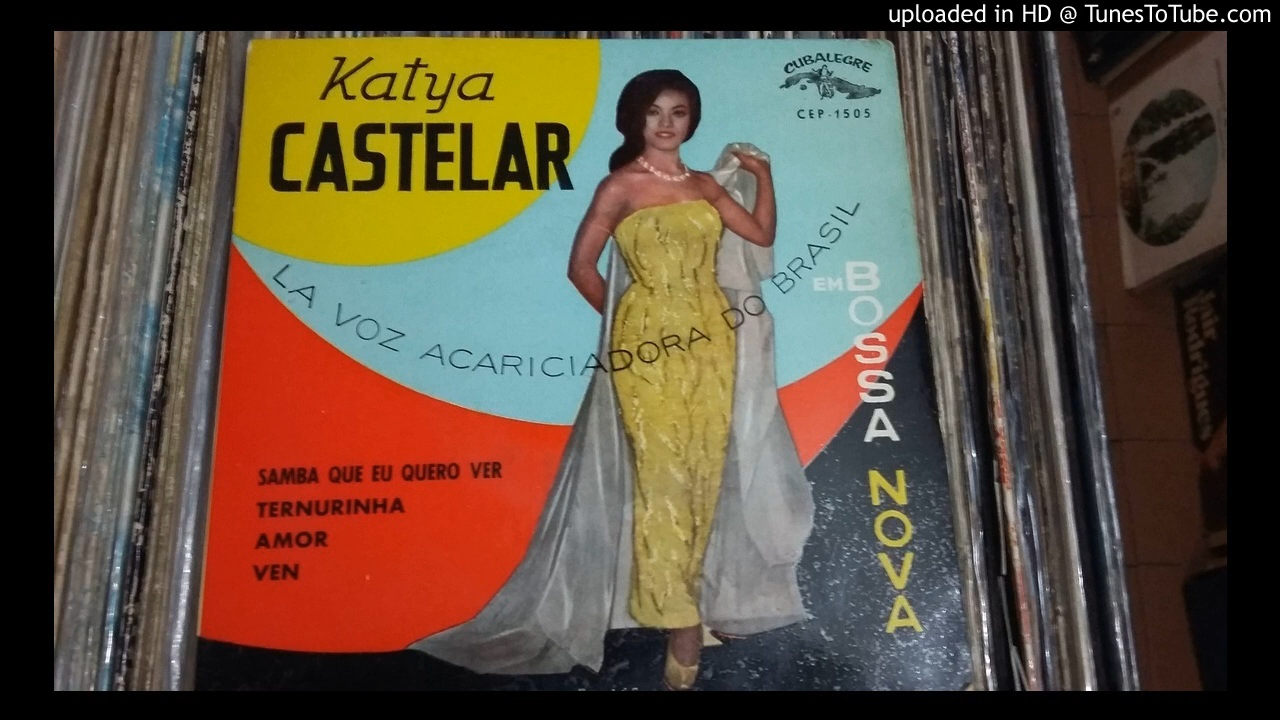 uploaded in HD @ TunesToTube.com
Katya
CASTELAR
CUBALEGRE
CEP-1505
LA VOZ ACARICIADORA DO BRASIL
EM BOSSA NOVA
SAMBA QUE EU QUERO VER
TERNURINHA
AMOR
VEN